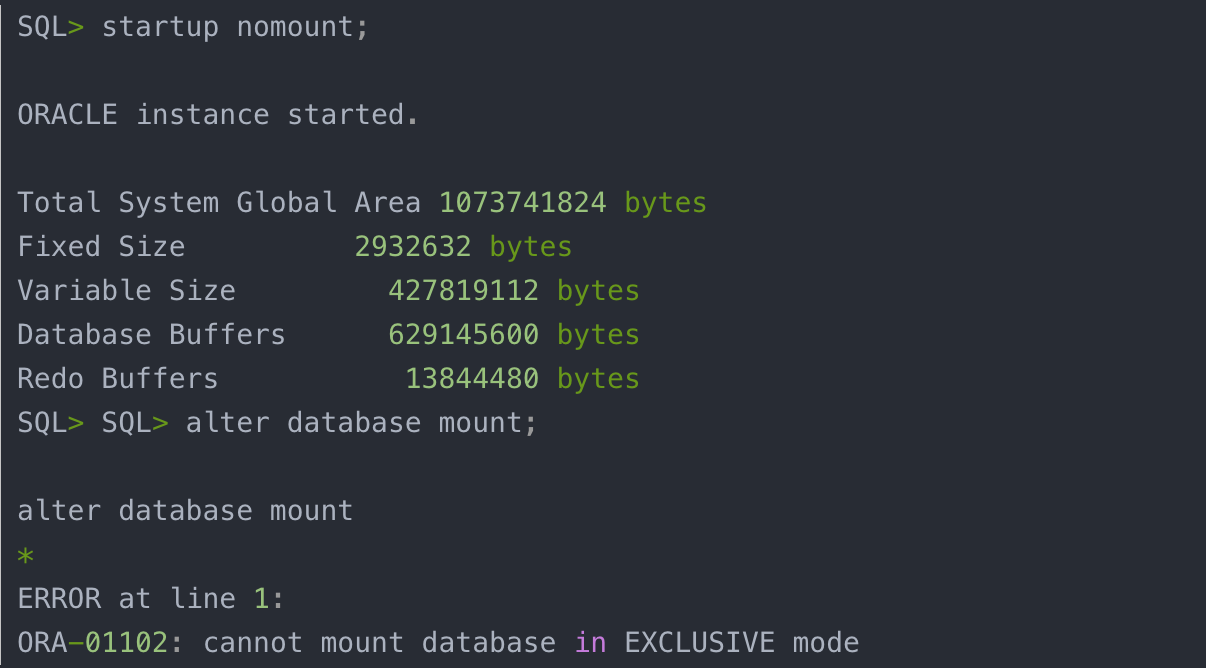 SQL> startup nomount;
ORACLE instance started.
Total System Global Area 1073741824 bytes
Fixed Size          2932632 bytes
Variable Size         427819112 bytes
Database Buffers      629145600 bytes
Redo Buffers           13844480 bytes
SQL> SQL> alter database mount;
alter database mount
*
ERROR at line 1:
ORA-01102: cannot mount database in EXCLUSIVE mode